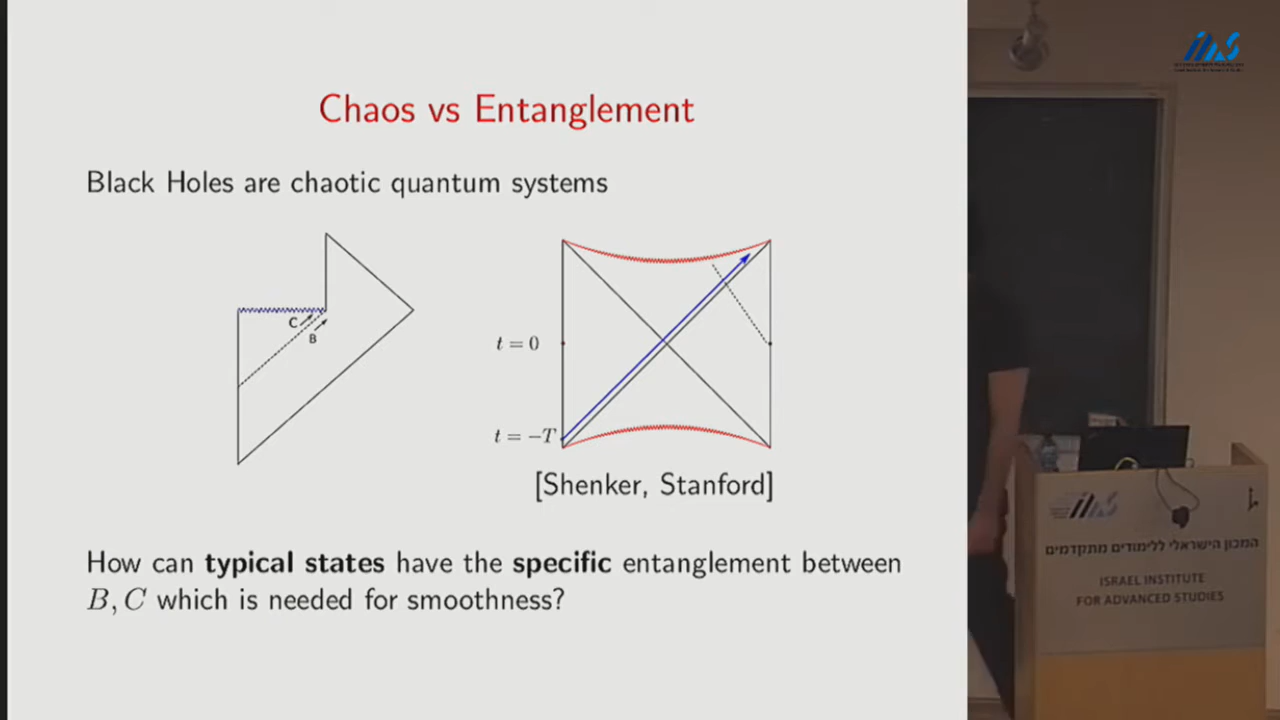 Chaos vs Entanglement
Black Holes are chaotic quantum systems
C
B
t = 0
t = −T
[Shenker, Stanford]
How can typical states have the specific entanglement between
B, C which is needed for smoothness?
המכון הישראלי ללימודים מתקדמים
ISRAEL INSTITUTE
FOR ADVANCED STUDIES